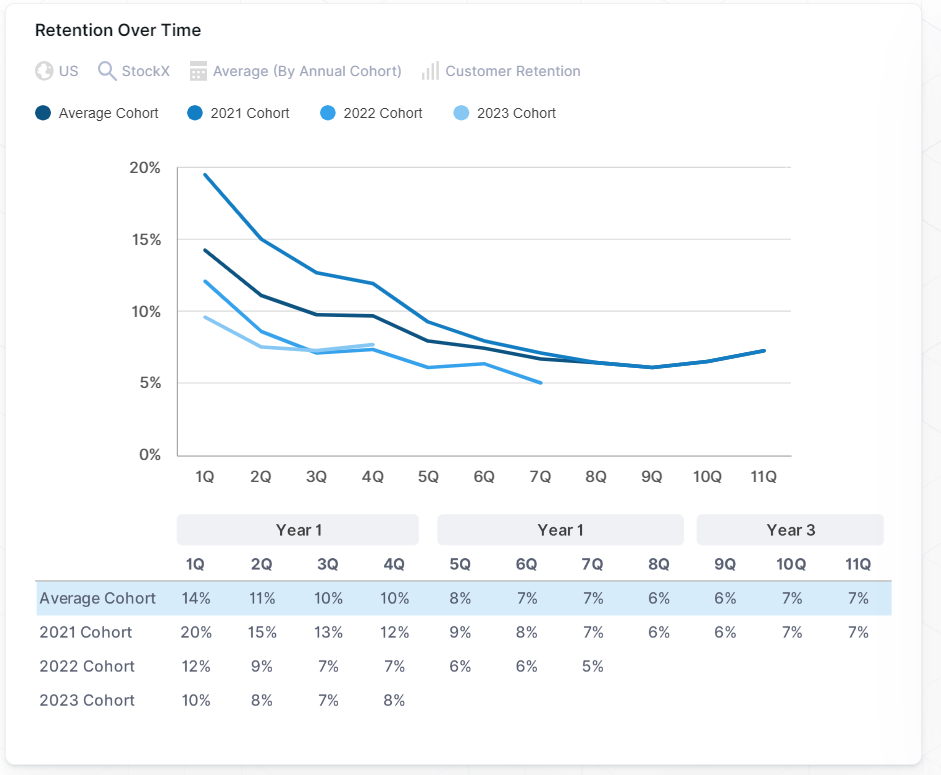 Retention Over Time
US StockX Average (By Annual Cohort) Customer Retention
Average Cohort 2021 Cohort 2022 Cohort 2023 Cohort
20%
15%
10%
5%
0%
1Q 2Q 3Q 4Q 5Q 6Q 7Q 8Q 9Q 10Q 11Q
Year 1 Year 1 Year 3
1Q 2Q 3Q 4Q 5Q 6Q 7Q 8Q 9Q 10Q 11Q
Average Cohort 14% 11% 10% 10% 8% 7% 7% 6% 6% 7% 7%
2021 Cohort 20% 15% 13% 12% 9% 8% 7% 6% 6% 7% 7%
2022 Cohort 12% 9% 7% 7% 6% 6% 5%
2023 Cohort 10% 8% 7% 8%